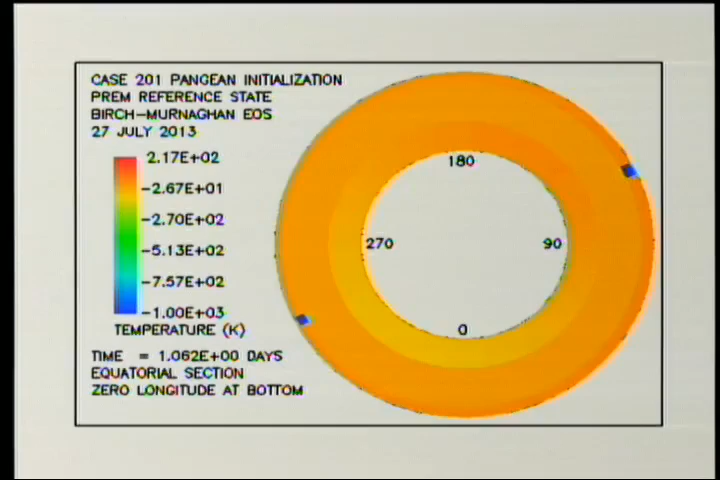 CASE 201 PANGEAN INITIALIZATION
PREM REFERENCE STATE
BIRCH-MURNAGHAN EOS
27 JULY 2013
2.17E+02
-2.67E+01
-2.70E+02
-5.13E+02
-7.57E+02
-1.00E+03
TEMPERATURE (K)
TIME = 1.062E+00 DAYS
EQUATORIAL SECTION
ZERO LONGITUDE AT BOTTOM
180
270
90
0